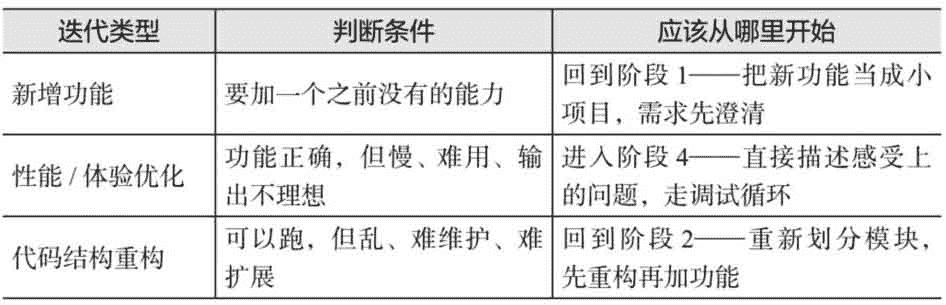 迭代类型 判断条件 应该从哪里开始
新增功能 要加一个之前没有的能力 回到阶段 1——把新功能当成小
项目，需求先澄清
性能 / 体验优化 功能正确，但慢、难用、输 进入阶段 4——直接描述感受上
出不理想 的问题，走调试循环
代码结构重构 可以跑，但乱、难维护、难 回到阶段 2——重新划分模块，
扩展 先重构再加功能